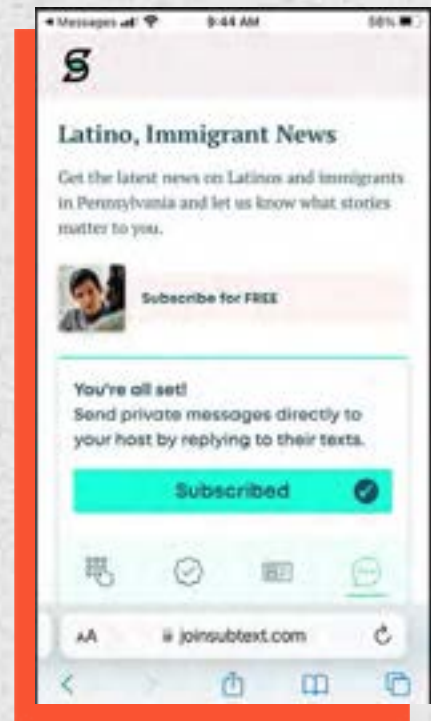 Messages
9:44 AM
58%
S
Latino, Immigrant News
Get the latest news on Latinos and immigrants
in Pennsylvania and let us know what stories
matter to you.
Subscribe for FREE
You're all set!
Send private messages directly to
your host by replying to their texts.
Subscribed
AA
joinsubtext.com